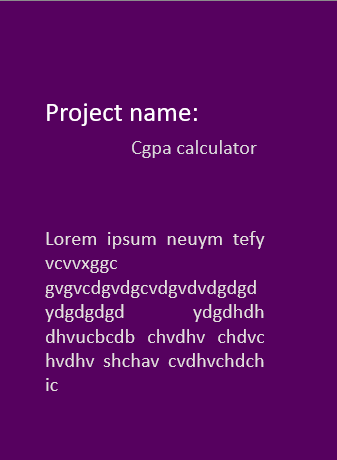 Project name:
Cgpa calculator
Lorem ipsum neuym tefy
vcvvxggc
gvgvcdgvdgcvdgvdvdgdgd
ydgdgdgd ydgdhdh
dhvucbcdb chvdhv chdvc
hvdhv shchav cvdhvchdch
ic